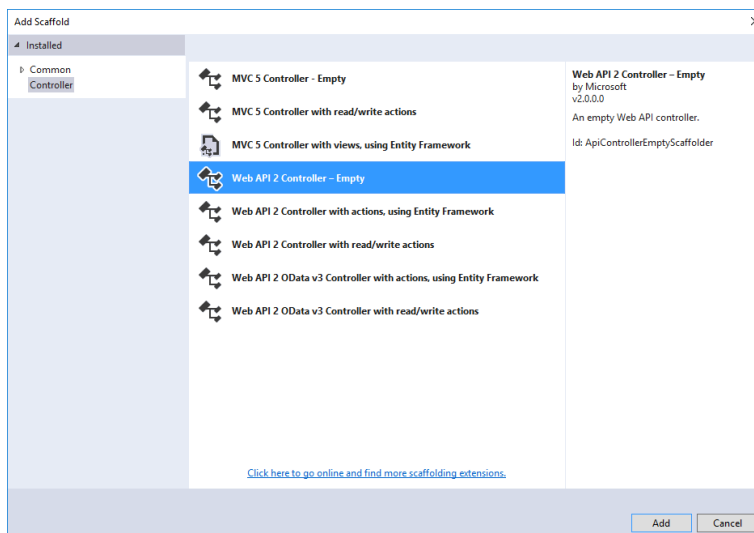 Add Scaffold
Installed
Common
Controller
MVC 5 Controller - Empty
MVC 5 Controller with read/write actions
MVC 5 Controller with views, using Entity Framework
Web API 2 Controller – Empty
Web API 2 Controller with actions, using Entity Framework
Web API 2 Controller with read/write actions
Web API 2 OData v3 Controller with actions, using Entity Framework
Web API 2 OData v3 Controller with read/write actions
Click here to go online and find more scaffolding extensions.
Web API 2 Controller – Empty
by Microsoft
v2.0.0.0
An empty Web API controller.
Id: ApiControllerEmptyScaffolder
Add
Cancel